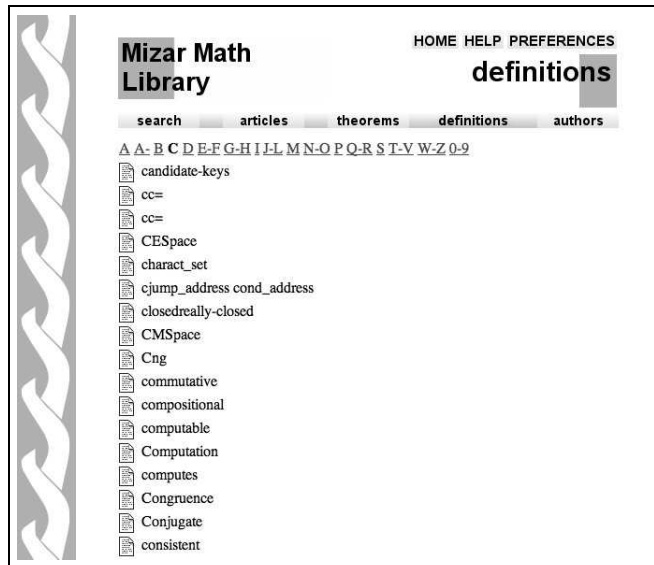 HOME HELP PREFERENCES
Mizar Math
Library
definitions
search articles theorems definitions authors
A A- B C D E-F G-H I J-L M N-O P Q-R S T-V W-Z 0-9
candidate-keys
cc=
cc=
CESpace
charact_set
cjump_address cond_address
closedreally-closed
CMSpace
Cng
commutative
compositional
computable
Computation
computes
Congruence
Conjugate
consistent